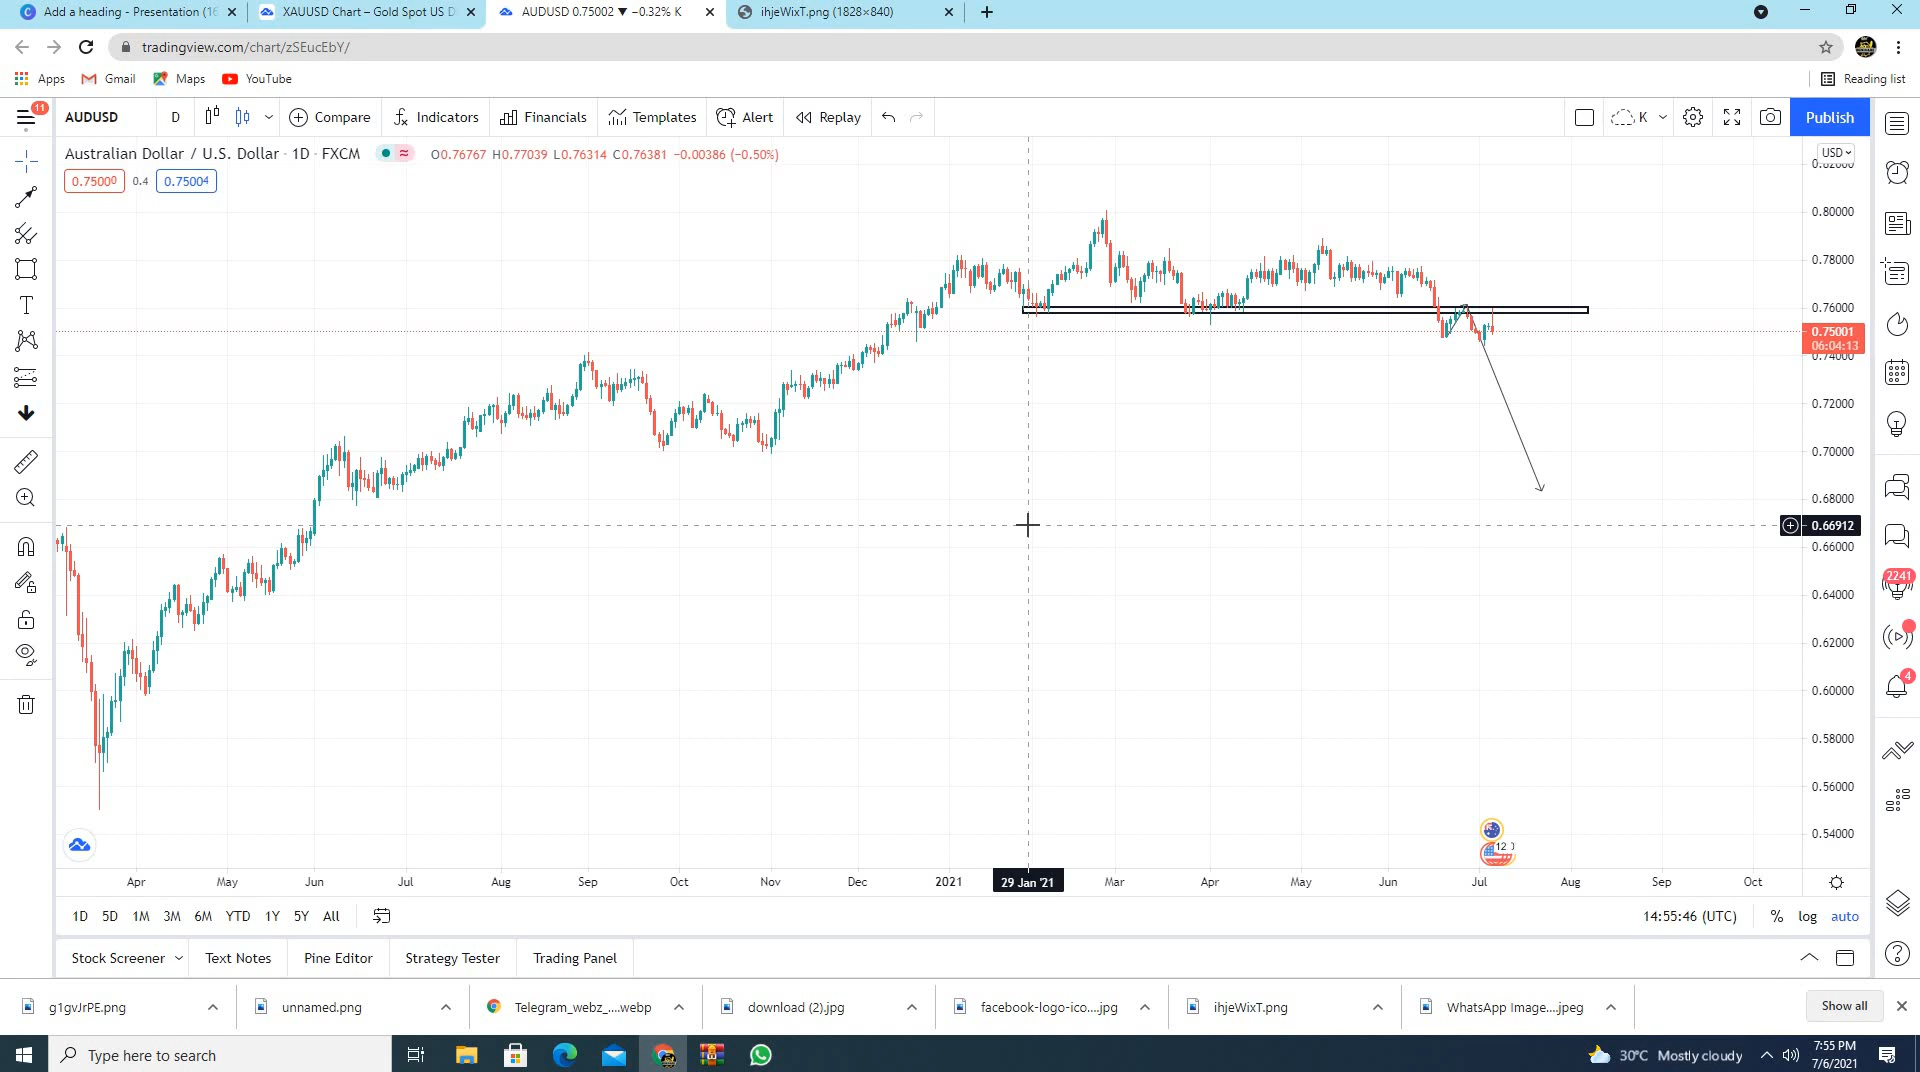 Add a heading - Presentation (16
XAUUSD Chart – Gold Spot US D
AUDUSD 0.75002 ▼ −0.32% K
ihjeWixT.png (1828×840)
tradingview.com/chart/zSEucEbY/
Apps Gmail Maps YouTube Reading list
11 AUDUSD D Compare Indicators Financials Templates Alert Replay K Publish
Australian Dollar / U.S. Dollar · 1D · FXCM O0.76767 H0.77039 L0.76314 C0.76381 −0.00386 (−0.50%)
USD
0.82000
0.75000 0.4 0.75004
0.80000
0.78000
0.76000
0.75001
06:04:13
0.74000
0.72000
0.70000
0.68000
0.66912
0.66000
0.64000
0.62000
0.60000
0.58000
0.56000
0.54000
2241
4
12
Apr May Jun Jul Aug Sep Oct Nov Dec 2021 29 Jan '21 Mar Apr May Jun Jul Aug Sep Oct
1D 5D 1M 3M 6M YTD 1Y 5Y All 14:55:46 (UTC) % log auto
Stock Screener Text Notes Pine Editor Strategy Tester Trading Panel
g1gvJrPE.png unnamed.png Telegram_webz_....webp download (2).jpg facebook-logo-ico....jpg ihjeWixT.png WhatsApp Image....jpeg Show all
Type here to search 30°C Mostly cloudy 7:55 PM
7/6/2021